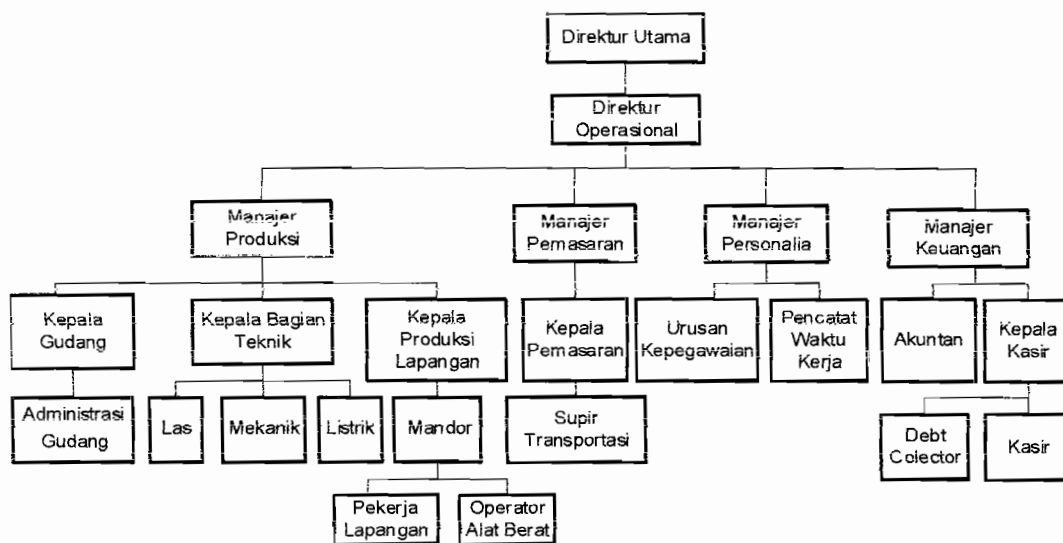 Direktur Utama
Direktur
Operasional
Manajer
Produksi
Manajer
Pemasaran
Manajer
Personalia
Manajer
Keuangan
Kepala
Gudang
Kepala Bagian
Teknik
Kepala
Produksi
Lapangan
Kepala
Pemasaran
Urusan
Kepegawaian
Pencatat
Waktu
Kerja
Akuntan
Kepala
Kasir
Administrasi
Gudang
Las
Mekanik
Listrik
Mandor
Supir
Transportasi
Debt
Colector
Kasir
Pekerja
Lapangan
Operator
Alat Berat